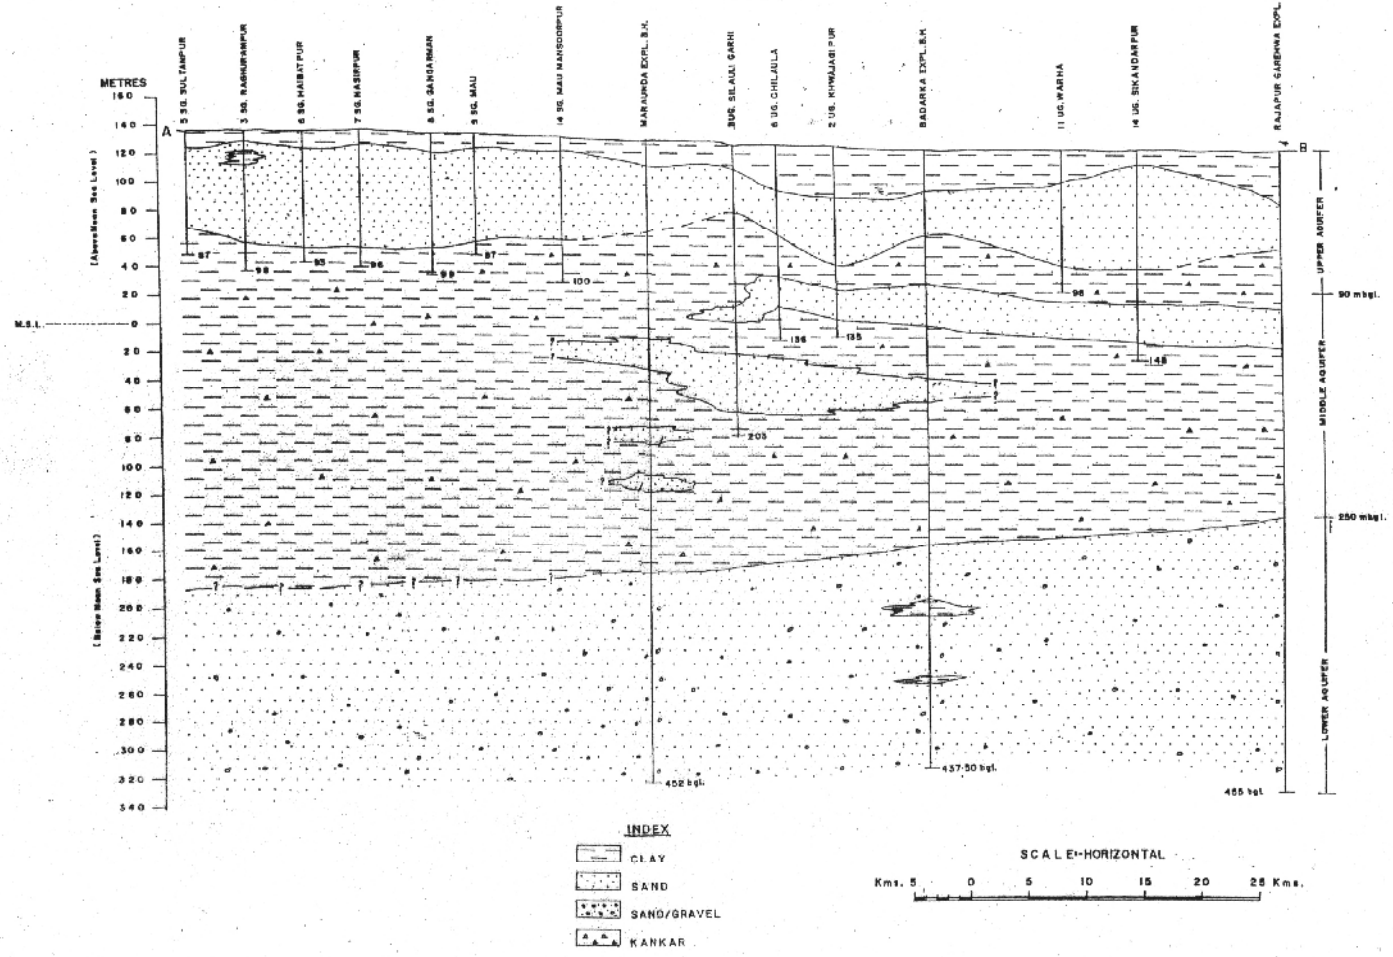 METRES
160
140
120
100
80
60
40
20
0
20
40
60
80
100
120
140
160
180
200
220
240
260
280
300
320
340
[Above Mean Sea Level]
M.S.L.
[Below Mean Sea Level]
A
B
5 SG. SULTANPUR
3 SG. RAGHURAMPUR
6 SG. HAIBATPUR
7 SG. NASIRPUR
8 SG. GANGARMAN
9 SG. MAU
14 SG. MAU MANSOORPUR
MARAUNDA EXPL. B.H.
BUG. SILAULI GARHI
6 UG. CHILAULA
2 UG. KHWAJAGIPUR
BADARKA EXPL. B.H.
11 UG. WARHA
14 UG. SIKANDARPUR
RAJAPUR GAREHWA EXPL.
87
98
93
96
99
87
100
136
135
98
148
203
452 bgl.
437·50 bgl.
465 bgl.
UPPER AQUIFER
90 mbgl.
MIDDLE AQUIFER
250 mbgl.
LOWER AQUIFER
? ? ? ? ? ?
? ?
? ?
?
? ?
INDEX
CLAY
SAND
SAND/GRAVEL
KANKAR
SCALE:-HORIZONTAL
Kms. 5 0 5 10 15 20 25 Kms.